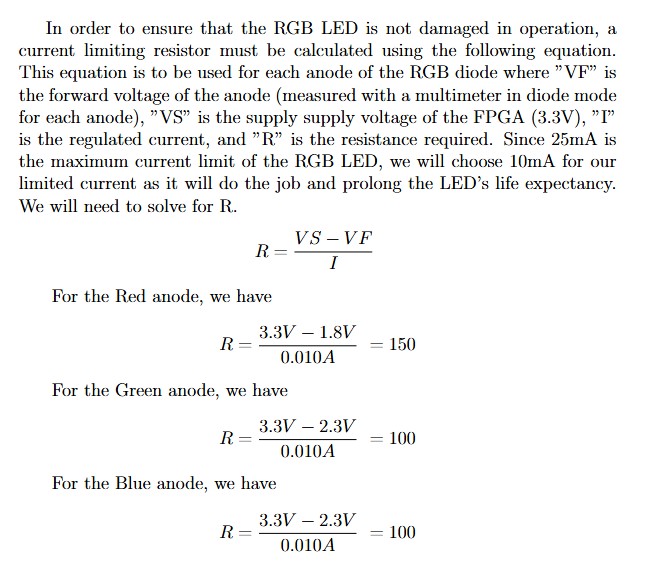 In order to ensure that the RGB LED is not damaged in operation, a
current limiting resistor must be calculated using the following equation.
This equation is to be used for each anode of the RGB diode where ”VF” is
the forward voltage of the anode (measured with a multimeter in diode mode
for each anode), ”VS” is the supply supply voltage of the FPGA (3.3V), ”I”
is the regulated current, and ”R” is the resistance required. Since 25mA is
the maximum current limit of the RGB LED, we will choose 10mA for our
limited current as it will do the job and prolong the LED’s life expectancy.
We will need to solve for R.
R = \frac{VS − VF}{I}
For the Red anode, we have
R = \frac{3.3V − 1.8V}{0.010A} = 150
For the Green anode, we have
R = \frac{3.3V − 2.3V}{0.010A} = 100
For the Blue anode, we have
R = \frac{3.3V − 2.3V}{0.010A} = 100